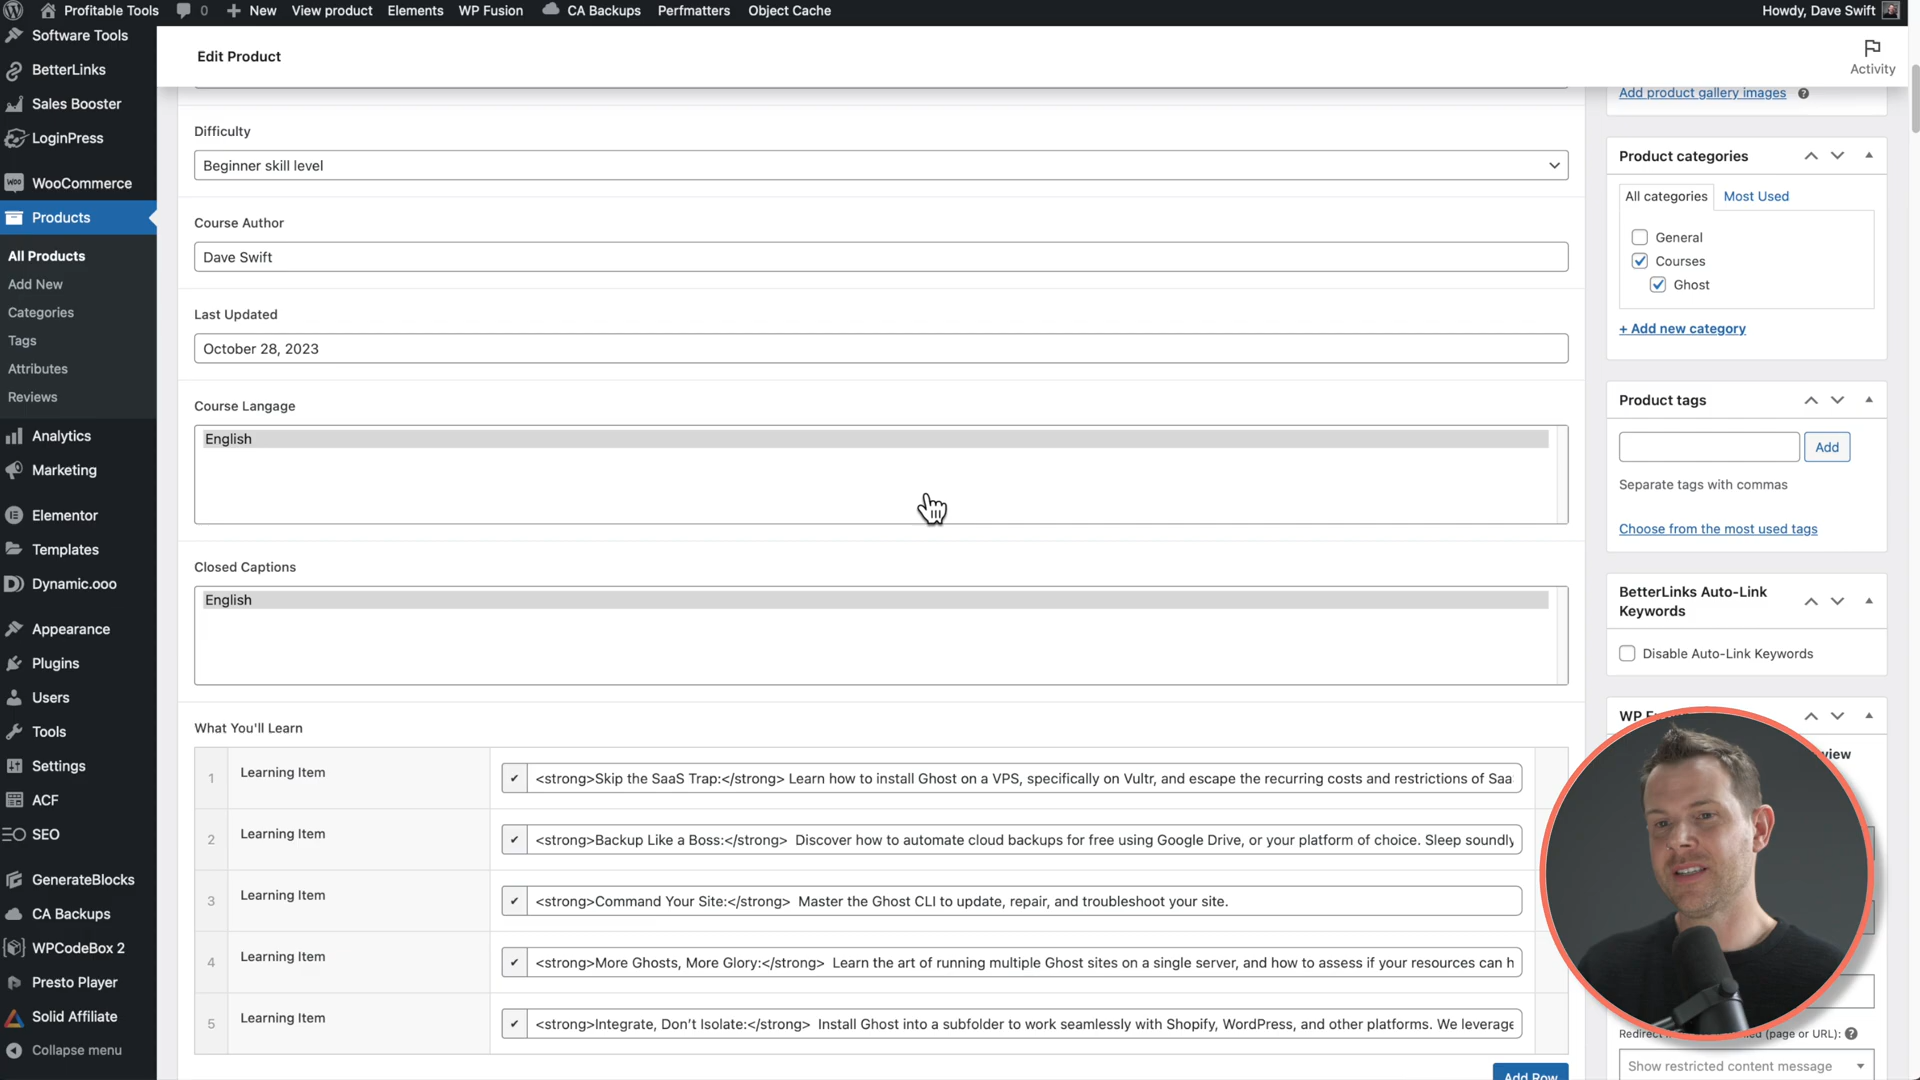 Profitable Tools
0
New
View product
Elements
WP Fusion
CA Backups
Perfmatters
Object Cache
Howdy, Dave Swift
Software Tools
BetterLinks
Sales Booster
LoginPress
WooCommerce
Products
All Products
Add New
Categories
Tags
Attributes
Reviews
Analytics
Marketing
Elementor
Templates
Dynamic.ooo
Appearance
Plugins
Users
Tools
Settings
ACF
SEO
GenerateBlocks
CA Backups
WPCodeBox 2
Presto Player
Solid Affiliate
Collapse menu
Edit Product
Activity
Difficulty
Beginner skill level
Course Author
Dave Swift
Last Updated
October 28, 2023
Course Langage
English
Closed Captions
English
What You'll Learn
1
Learning Item
✔
<strong>Skip the SaaS Trap:</strong> Learn how to install Ghost on a VPS, specifically on Vultr, and escape the recurring costs and restrictions of Saa
2
Learning Item
✔
<strong>Backup Like a Boss:</strong>  Discover how to automate cloud backups for free using Google Drive, or your platform of choice. Sleep soundly
3
Learning Item
✔
<strong>Command Your Site:</strong>  Master the Ghost CLI to update, repair, and troubleshoot your site.
4
Learning Item
✔
<strong>More Ghosts, More Glory:</strong>  Learn the art of running multiple Ghost sites on a single server, and how to assess if your resources can h
5
Learning Item
✔
<strong>Integrate, Don’t Isolate:</strong>  Install Ghost into a subfolder to work seamlessly with Shopify, WordPress, and other platforms. We leverage
Add Row
Add product gallery images
Product categories
All categories
Most Used
General
Courses
Ghost
+ Add new category
Product tags
Add
Separate tags with commas
Choose from the most used tags
BetterLinks Auto-Link
Keywords
Disable Auto-Link Keywords
WP
Redirect
(page or URL):
Show restricted content message